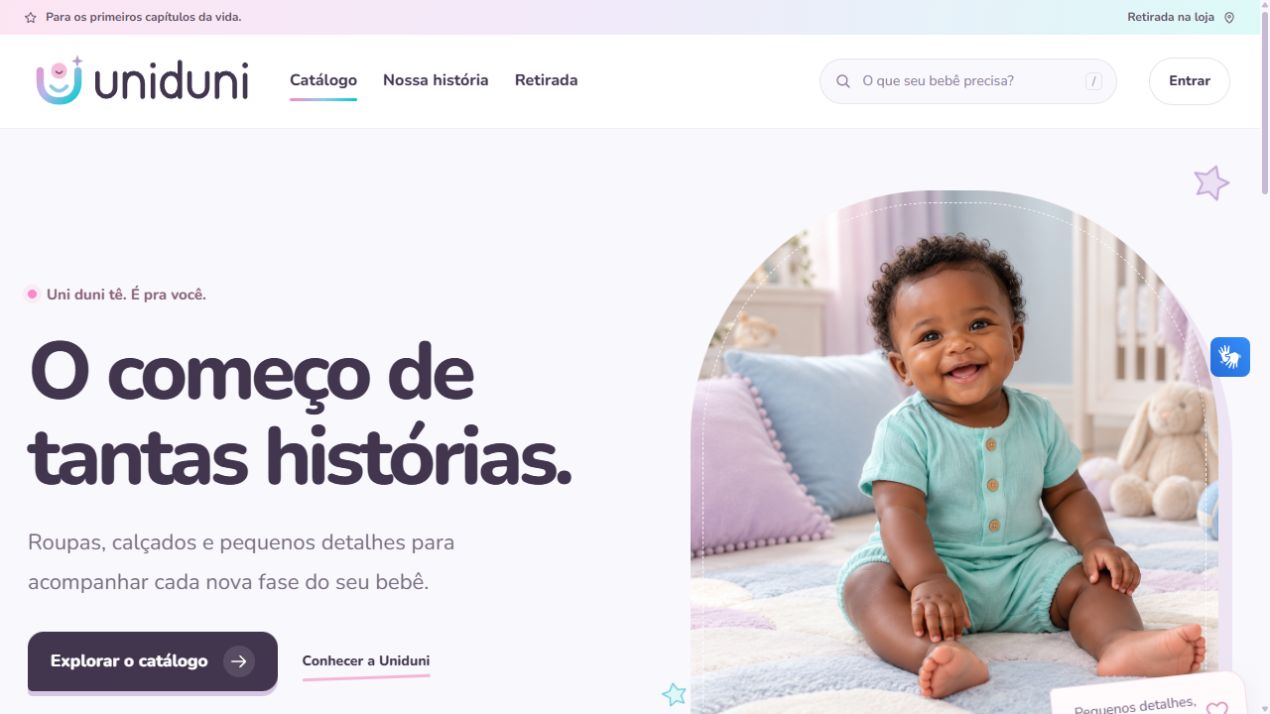 Para os primeiros capítulos da vida.
Retirada na loja
uniduni
Catálogo
Nossa história
Retirada
O que seu bebê precisa?
/
Entrar
Uni duni tê. É pra você.
O começo de
tantas histórias.
Roupas, calçados e pequenos detalhes para
acompanhar cada nova fase do seu bebê.
Explorar o catálogo
Conhecer a Uniduni
Pequenos detalhes,